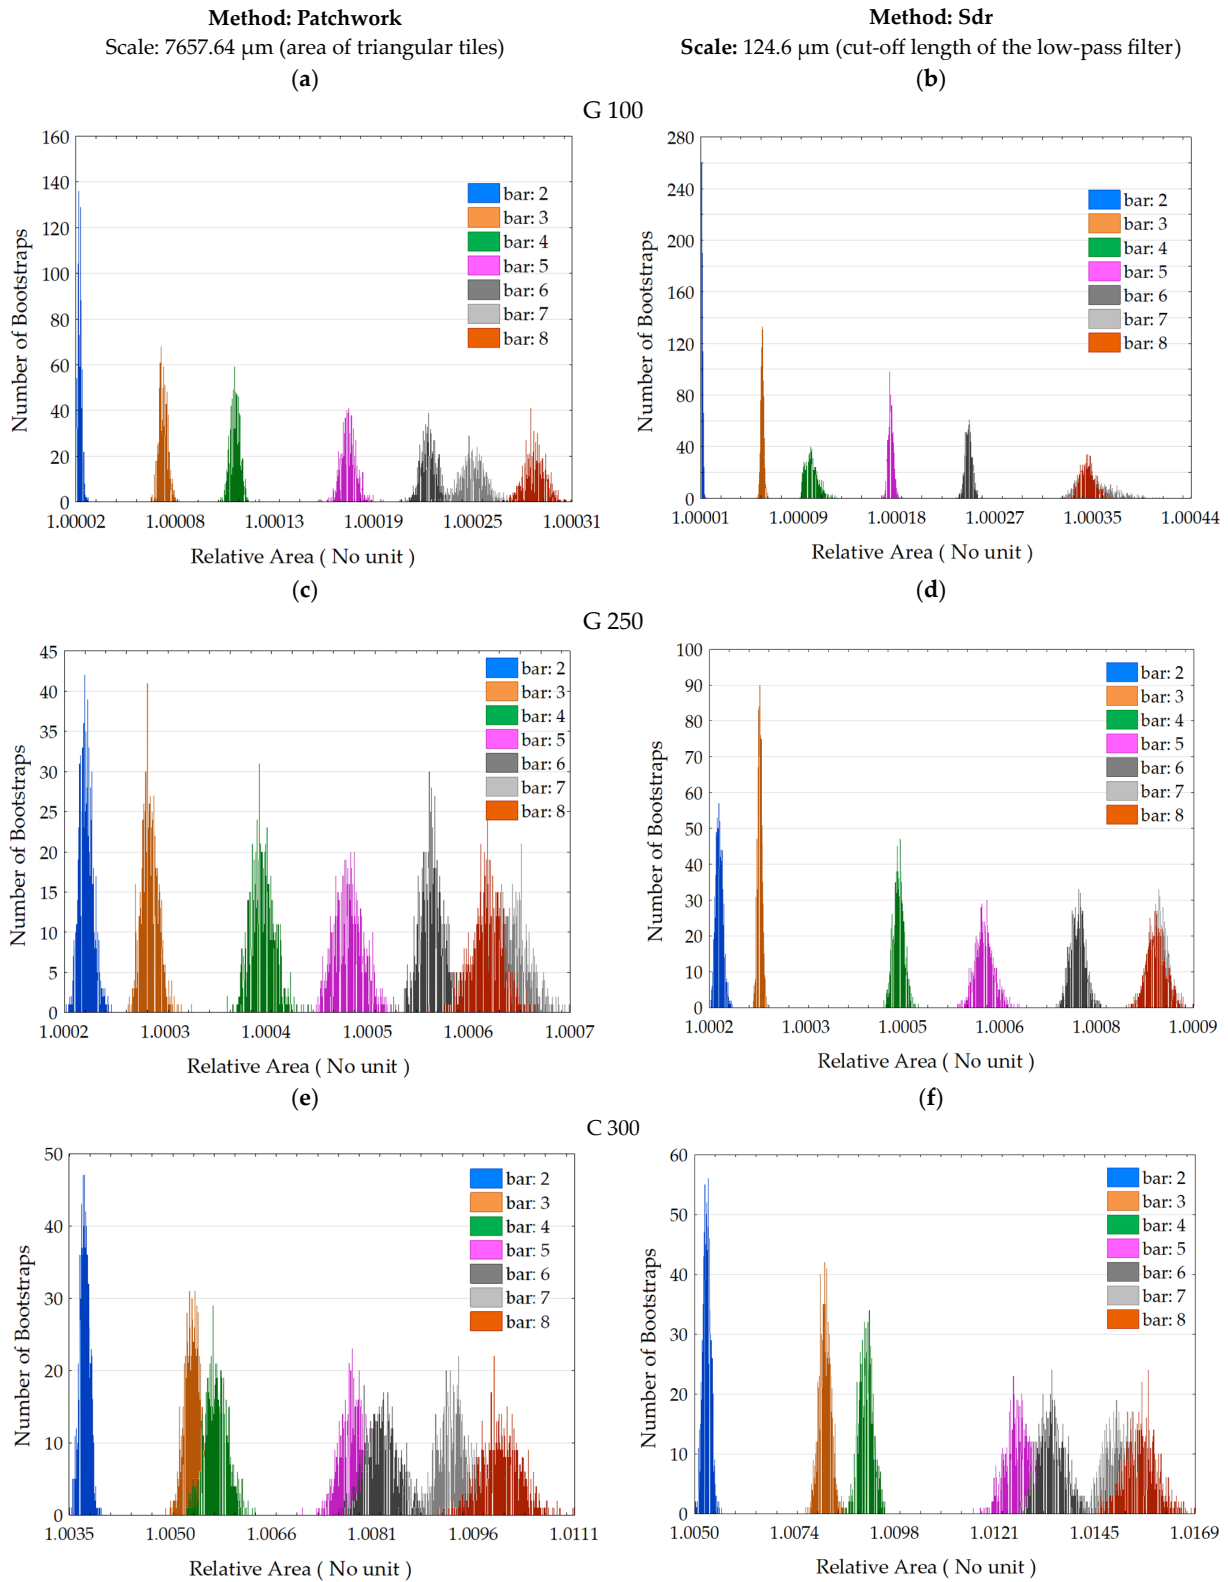 Method: Patchwork
Scale: 7657.64 µm (area of triangular tiles)
(a)
Method: Sdr
Scale: 124.6 µm (cut-off length of the low-pass filter)
(b)
G 100
160
140
120
100
80
60
40
20
0
Number of Bootstraps
bar: 2
bar: 3
bar: 4
bar: 5
bar: 6
bar: 7
bar: 8
1.00002 1.00008 1.00013 1.00019 1.00025 1.00031
Relative Area ( No unit )
(c)
280
240
200
160
120
80
40
0
Number of Bootstraps
bar: 2
bar: 3
bar: 4
bar: 5
bar: 6
bar: 7
bar: 8
1.00001 1.00009 1.00018 1.00027 1.00035 1.00044
Relative Area ( No unit )
(d)
G 250
45
40
35
30
25
20
15
10
5
0
Number of Bootstraps
bar: 2
bar: 3
bar: 4
bar: 5
bar: 6
bar: 7
bar: 8
1.0002 1.0003 1.0004 1.0005 1.0006 1.0007
Relative Area ( No unit )
(e)
100
90
80
70
60
50
40
30
20
10
0
Number of Bootstraps
bar: 2
bar: 3
bar: 4
bar: 5
bar: 6
bar: 7
bar: 8
1.0002 1.0003 1.0005 1.0006 1.0008 1.0009
Relative Area ( No unit )
(f)
C 300
50
40
30
20
10
0
Number of Bootstraps
bar: 2
bar: 3
bar: 4
bar: 5
bar: 6
bar: 7
bar: 8
1.0035 1.0050 1.0066 1.0081 1.0096 1.0111
Relative Area ( No unit )
60
50
40
30
20
10
0
Number of Bootstraps
bar: 2
bar: 3
bar: 4
bar: 5
bar: 6
bar: 7
bar: 8
1.0050 1.0074 1.0098 1.0121 1.0145 1.0169
Relative Area ( No unit )